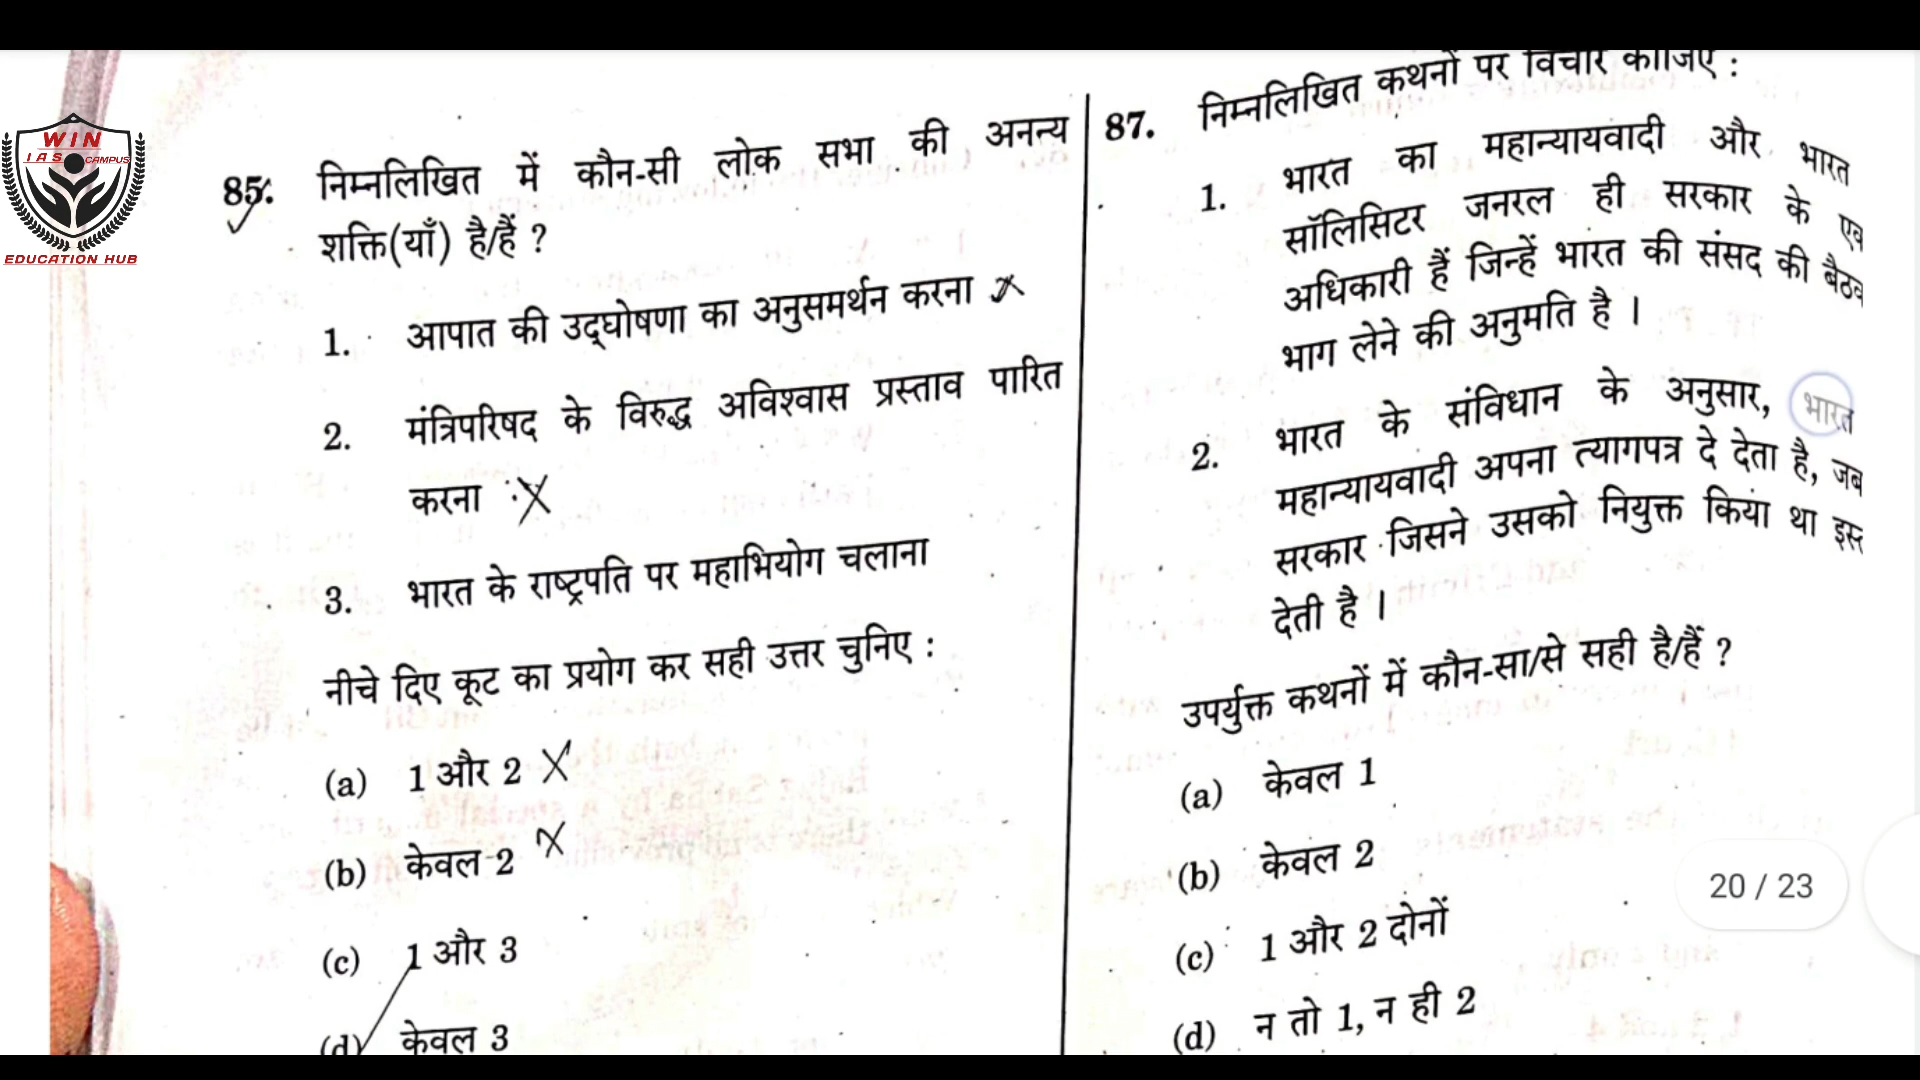 WIN
IAS CAMPUS
EDUCATION HUB
85.
निम्नलिखित में कौन-सी लोक सभा की अनन्य
शक्ति(याँ) है/हैं ?
1. आपात की उद्घोषणा का अनुसमर्थन करना
2. मंत्रिपरिषद के विरुद्ध अविश्वास प्रस्ताव पारित
करना
3. भारत के राष्ट्रपति पर महाभियोग चलाना
नीचे दिए कूट का प्रयोग कर सही उत्तर चुनिए :
(a) 1 और 2
(b) केवल 2
(c) 1 और 3
(d) केवल 3
87. निम्नलिखित कथनों पर विचार कीजिए :
1. भारत का महान्यायवादी और भारत
सॉलिसिटर जनरल ही सरकार के
अधिकारी हैं जिन्हें भारत की संसद की
भाग लेने की अनुमति है ।
2. भारत के संविधान के अनुसार, भारत
महान्यायवादी अपना त्यागपत्र दे देता है, जब
सरकार जिसने उसको नियुक्त किया था
देती है ।
उपर्युक्त कथनों में कौन-सा/से सही है/हैं ?
(a) केवल 1
(b) केवल 2
(c) 1 और 2 दोनों
(d) न तो 1, न ही 2
20 / 23